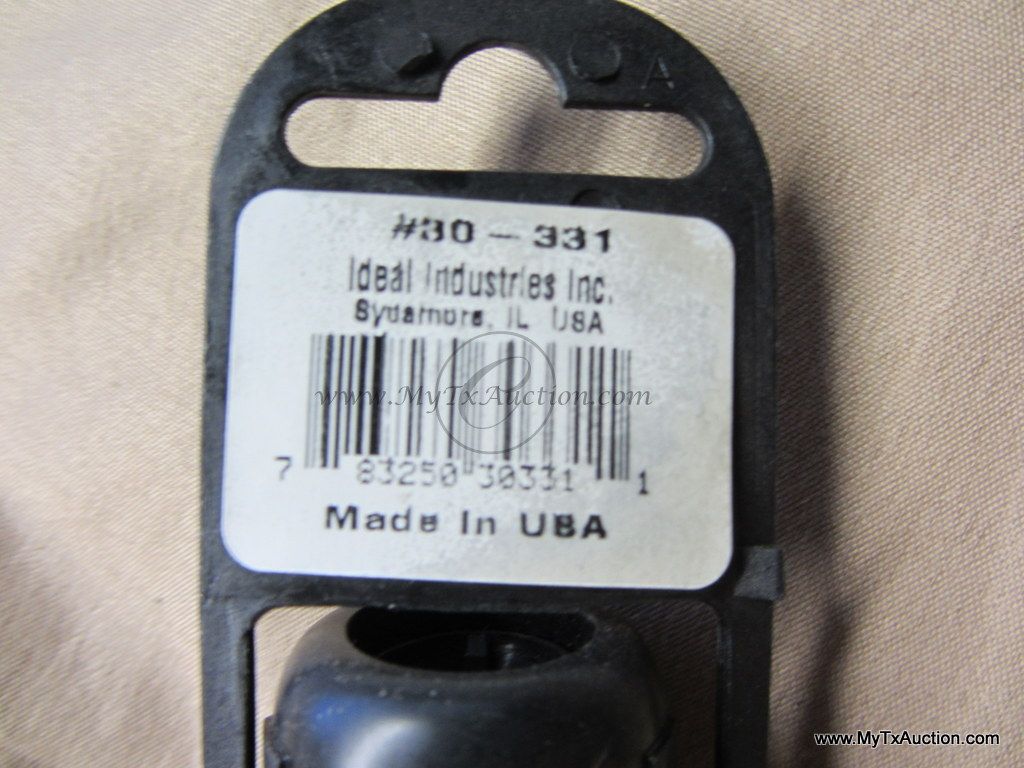 A
#30 – 331
Ideal Industries Inc.
Sycamore, IL USA
www.MyTxAuction.com
7 83250 30331 1
Made In USA
www.MyTxAuction.com